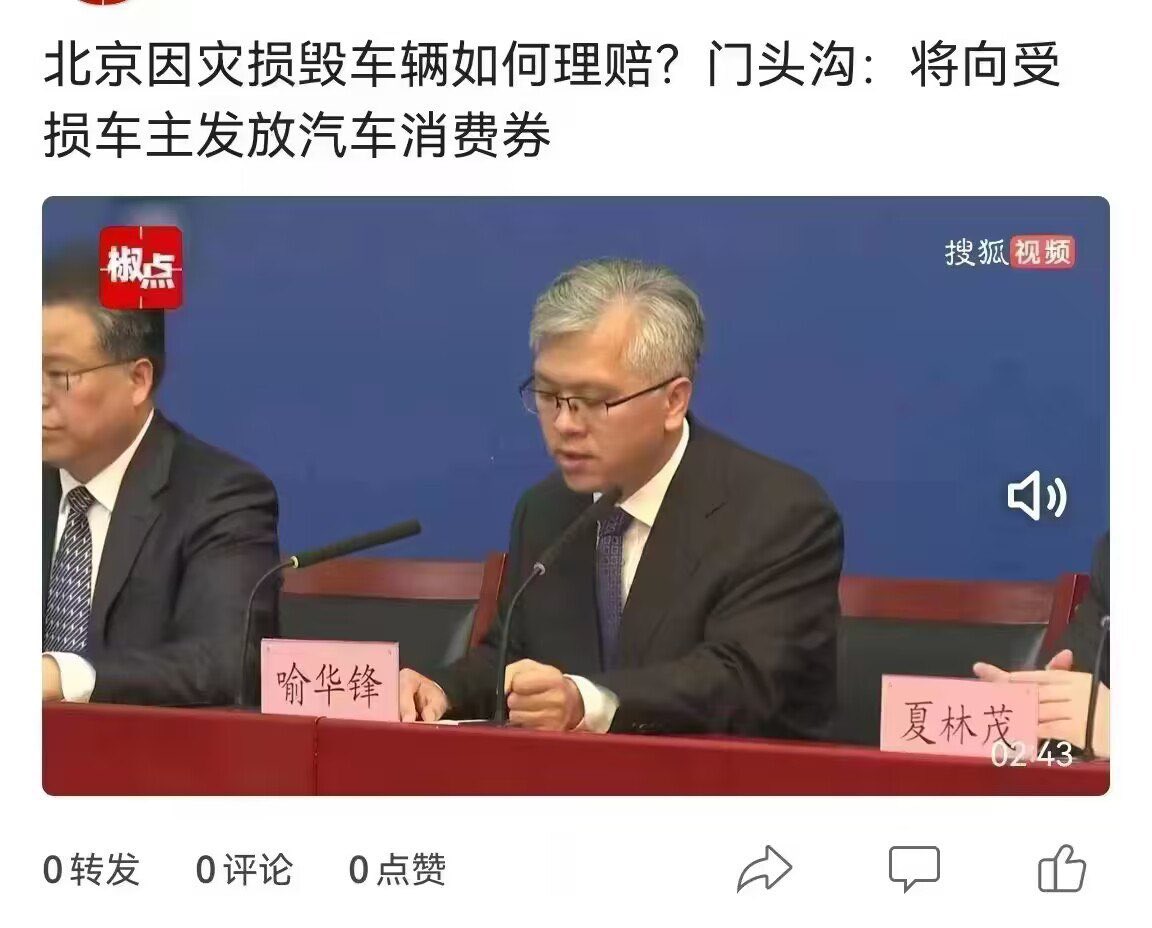 北京因灾损毁车辆如何理赔？门头沟：将向受
损车主发放汽车消费券
椒点
搜狐视频
喻华锋
夏林茂
02:43
0转发 0评论 0点赞